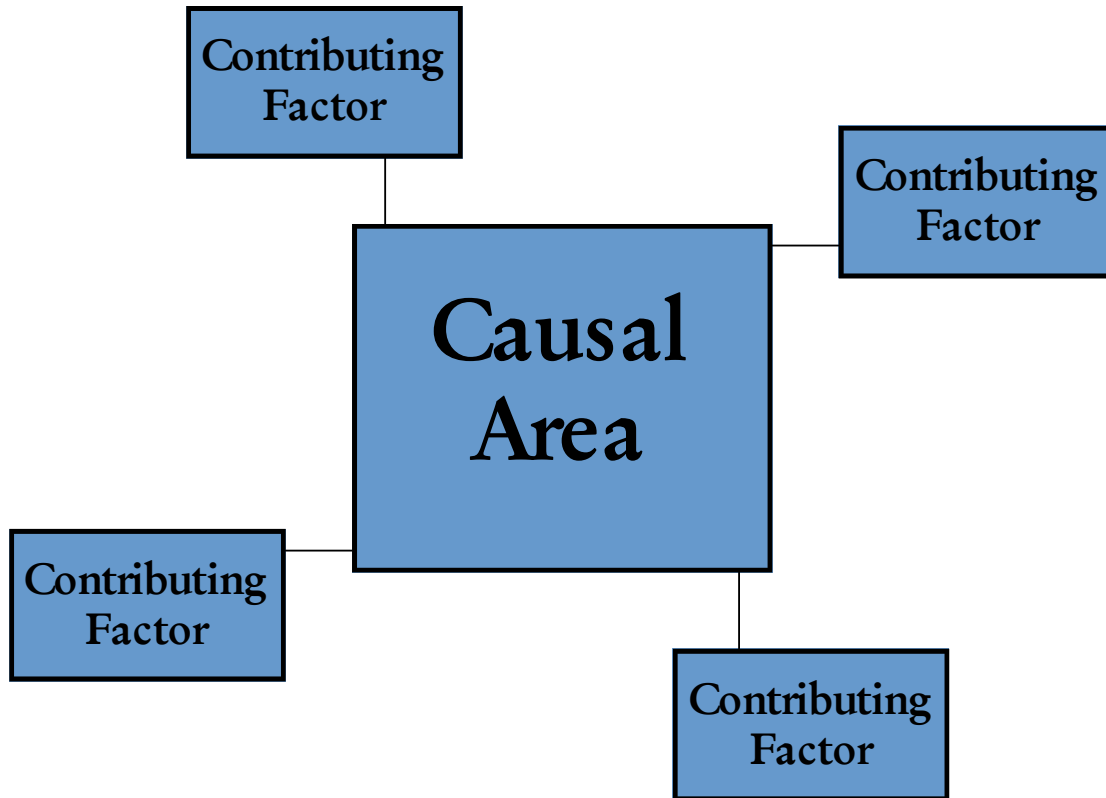 Contributing
Factor
Contributing
Factor
Causal
Area
Contributing
Factor
Contributing
Factor